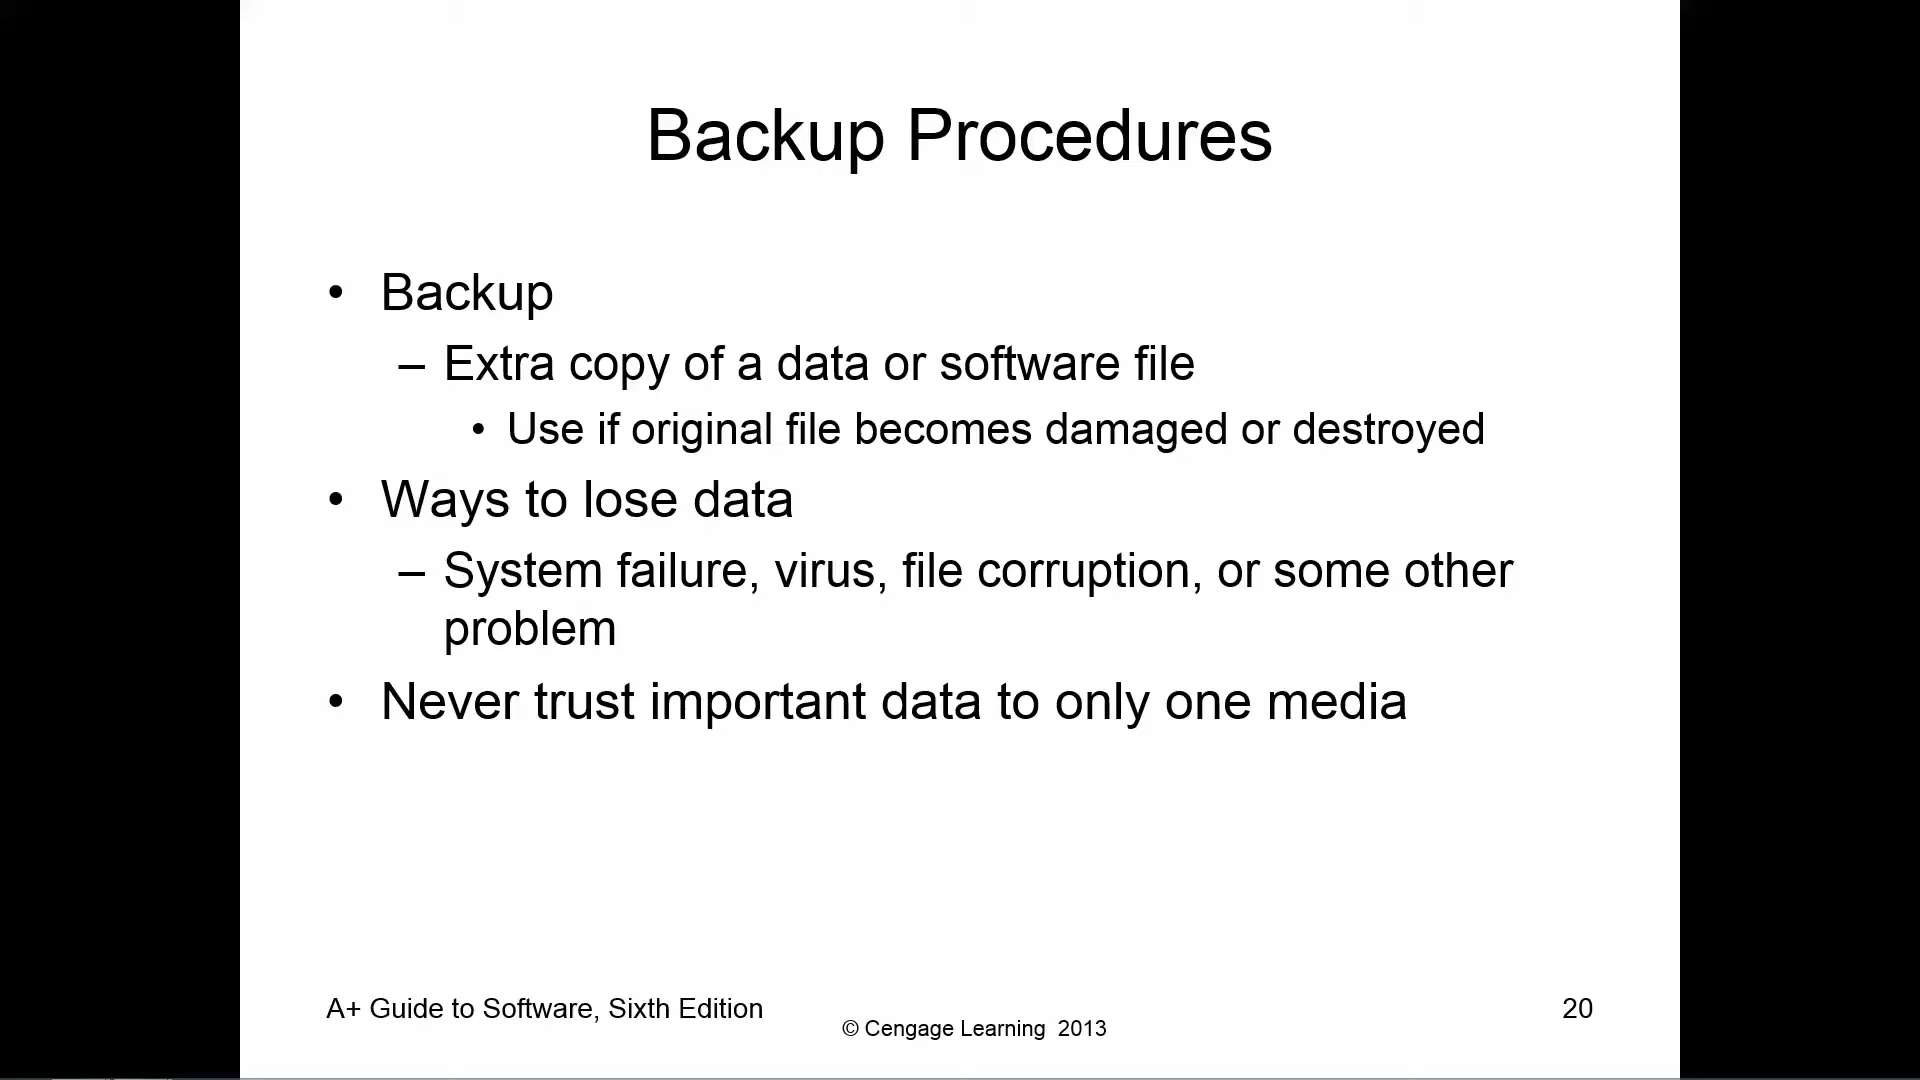 Backup Procedures
• Backup
– Extra copy of a data or software file
• Use if original file becomes damaged or destroyed
• Ways to lose data
– System failure, virus, file corruption, or some other
problem
• Never trust important data to only one media
A+ Guide to Software, Sixth Edition
© Cengage Learning 2013
20